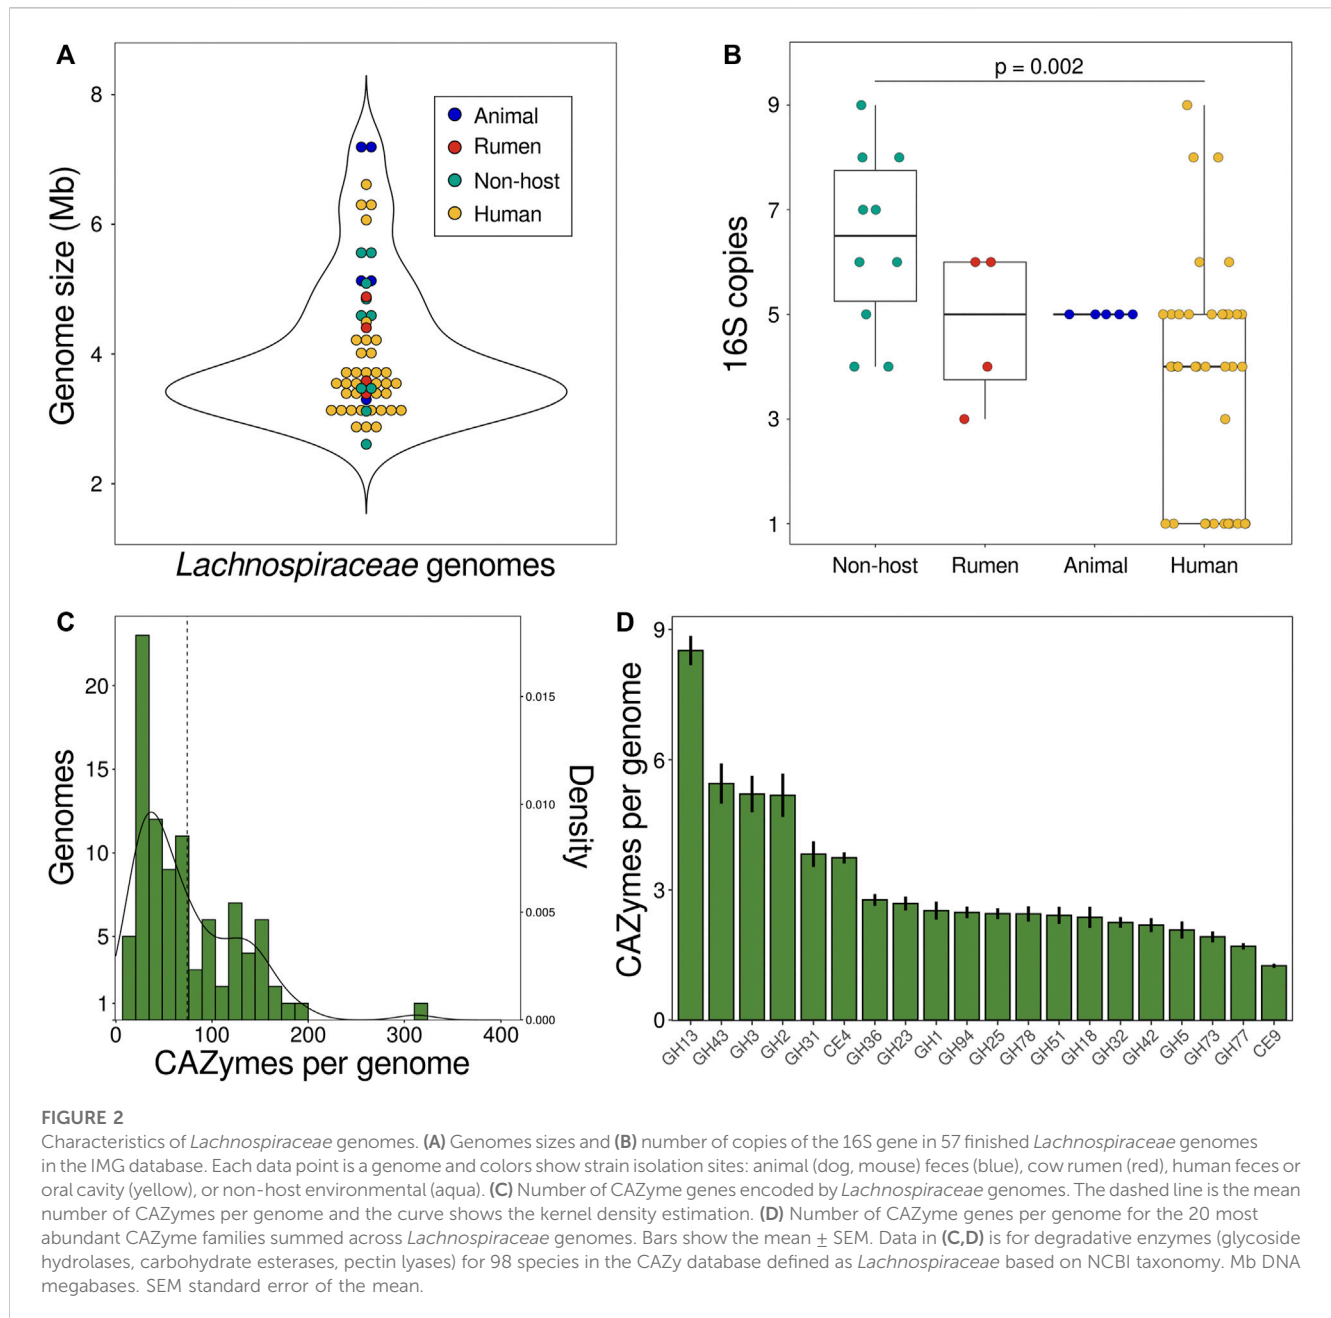 A
Genome size (Mb)
8
6
4
2
Animal
Rumen
Non-host
Human
Lachnospiraceae genomes
B
16S copies
9
7
5
3
1
p = 0.002
Non-host Rumen Animal Human
C
Genomes
20
15
10
5
1
Density
0.015
0.010
0.005
0.000
0 100 200 300 400
CAZymes per genome
D
CAZymes per genome
9
6
3
0
GH13 GH43 GH3 GH2 GH31 CE4 GH36 GH23 GH1 GH94 GH25 GH78 GH51 GH18 GH32 GH42 GH5 GH73 GH77 CE9
FIGURE 2
Characteristics of Lachnospiraceae genomes. (A) Genomes sizes and (B) number of copies of the 16S gene in 57 finished Lachnospiraceae genomes
in the IMG database. Each data point is a genome and colors show strain isolation sites: animal (dog, mouse) feces (blue), cow rumen (red), human feces or
oral cavity (yellow), or non-host environmental (aqua). (C) Number of CAZyme genes encoded by Lachnospiraceae genomes. The dashed line is the mean
number of CAZymes per genome and the curve shows the kernel density estimation. (D) Number of CAZyme genes per genome for the 20 most
abundant CAZyme families summed across Lachnospiraceae genomes. Bars show the mean ± SEM. Data in (C,D) is for degradative enzymes (glycoside
hydrolases, carbohydrate esterases, pectin lyases) for 98 species in the CAZy database defined as Lachnospiraceae based on NCBI taxonomy. Mb DNA
megabases. SEM standard error of the mean.